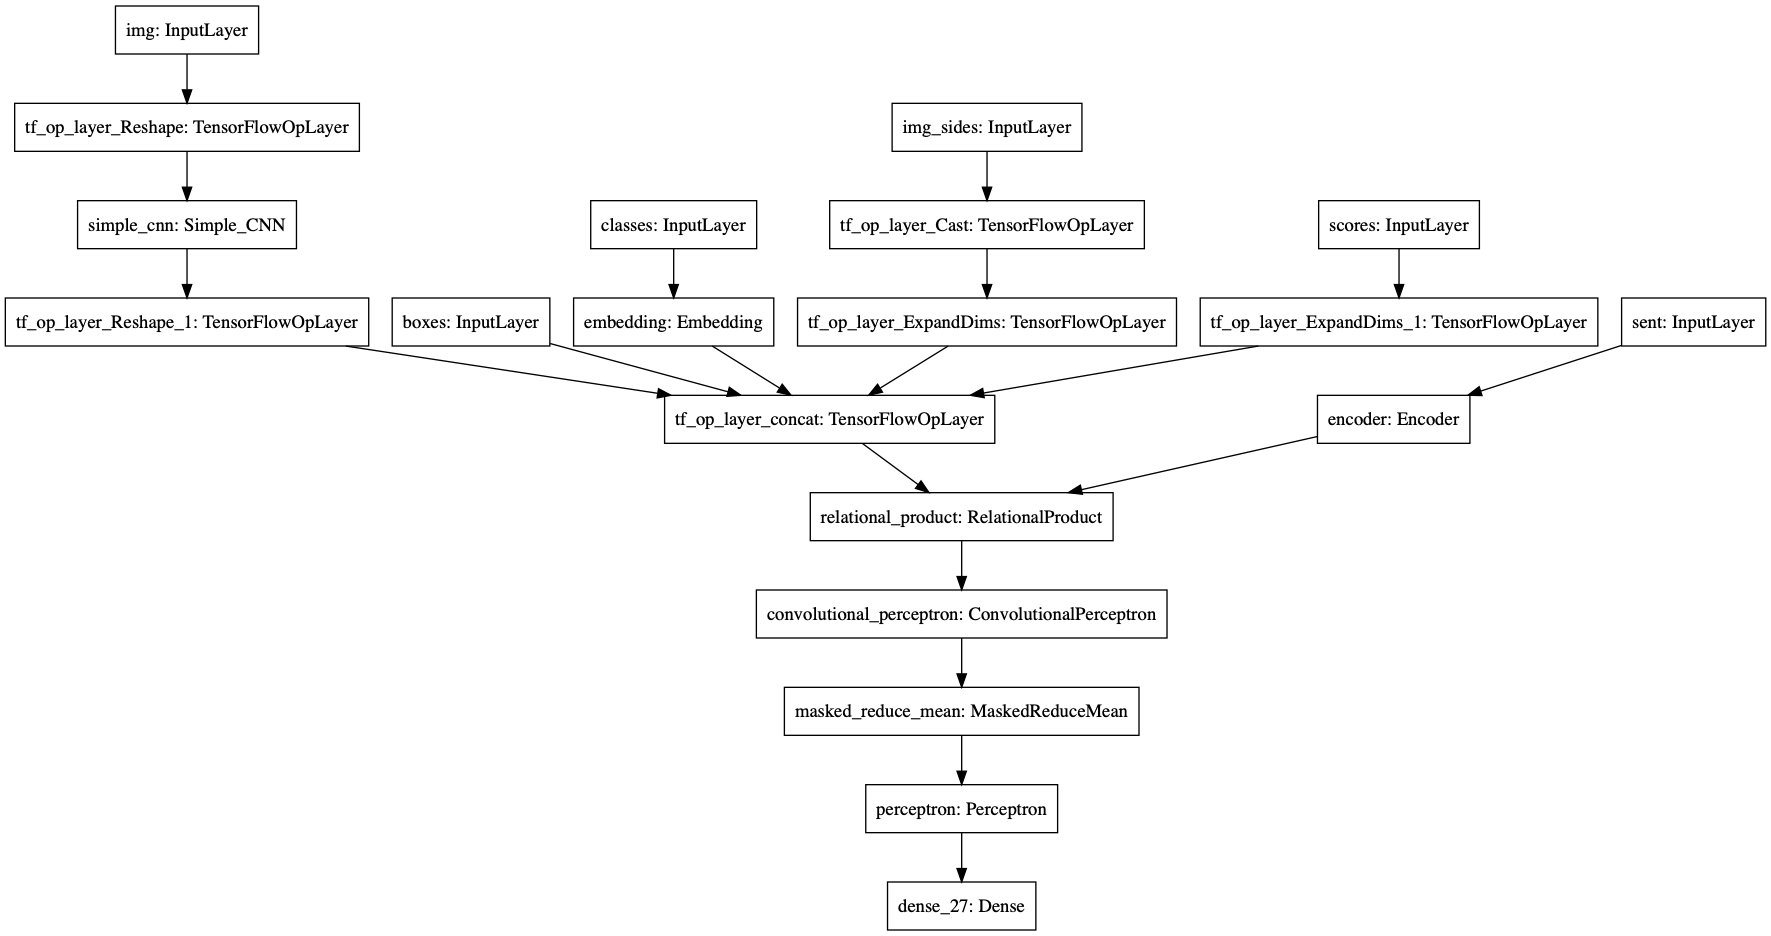 img: InputLayer
tf_op_layer_Reshape: TensorFlowOpLayer
img_sides: InputLayer
simple_cnn: Simple_CNN
classes: InputLayer
tf_op_layer_Cast: TensorFlowOpLayer
scores: InputLayer
tf_op_layer_Reshape_1: TensorFlowOpLayer
boxes: InputLayer
embedding: Embedding
tf_op_layer_ExpandDims: TensorFlowOpLayer
tf_op_layer_ExpandDims_1: TensorFlowOpLayer
sent: InputLayer
tf_op_layer_concat: TensorFlowOpLayer
encoder: Encoder
relational_product: RelationalProduct
convolutional_perceptron: ConvolutionalPerceptron
masked_reduce_mean: MaskedReduceMean
perceptron: Perceptron
dense_27: Dense